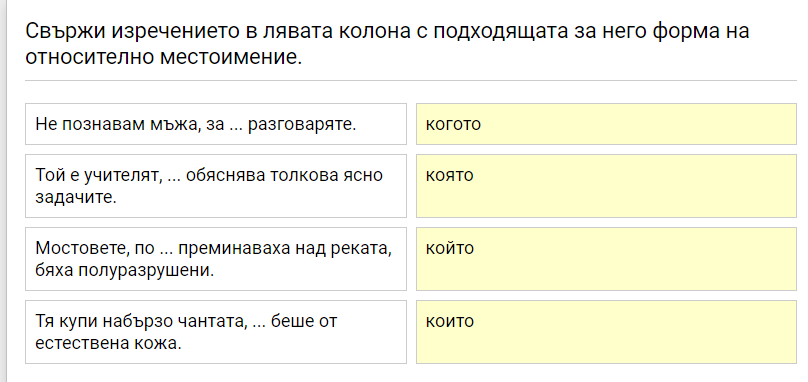 Свържи изречението в лявата колона с подходящата за него форма на
относително местоимение.
Не познавам мъжа, за ... разговаряте.
когото
Той е учителят, ... обяснява толкова ясно
задачите.
която
Мостовете, по ... преминаваха над реката,
бяха полуразрушени.
който
Тя купи набързо чантата, ... беше от
естествена кожа.
които